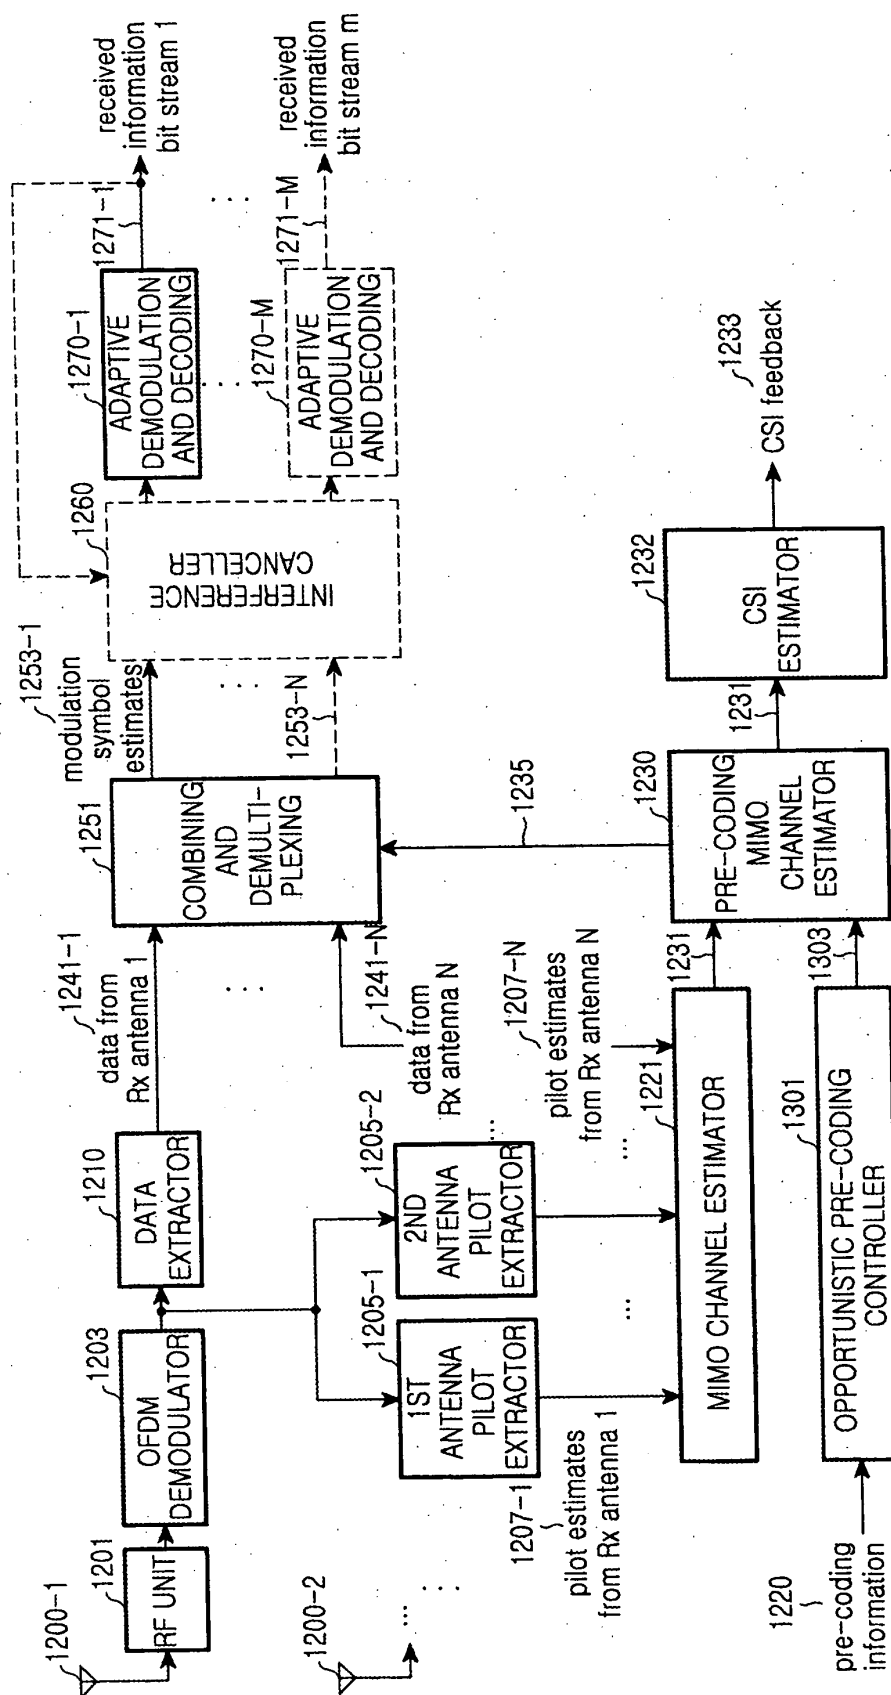 1200-1
1201
RF UNIT
1203
OFDM
DEMODULATOR
1210
DATA
EXTRACTOR
1241-1
data from
Rx antenna 1
. . .
1251
COMBINING
AND
DEMULTI-
PLEXING
1253-1
modulation
symbol
estimates
. . .
1253-N
1260
INTERFERENCE
CANCELLER
1270-1
ADAPTIVE
DEMODULATION
AND DECODING
. . .
1270-M
ADAPTIVE
DEMODULATION
AND DECODING
1271-1
received
information
bit stream 1
. . .
1271-M
received
information
bit stream m
1200-2
...
. . .
1205-1
1ST
ANTENNA
PILOT
EXTRACTOR
1205-2
2ND
ANTENNA
PILOT
EXTRACTOR
...
1241-N
data from
Rx antenna N
1207-1
pilot estimates
from Rx antenna 1
...
1207-N
pilot estimates
from Rx antenna N
...
1221
MIMO CHANNEL ESTIMATOR
1231
1235
1230
PRE-CODING
MIMO
CHANNEL
ESTIMATOR
1231
1232
CSI
ESTIMATOR
1233
CSI feedback
1220
pre-coding
information
1301
OPPORTUNISTIC PRE-CODING
CONTROLLER
1303